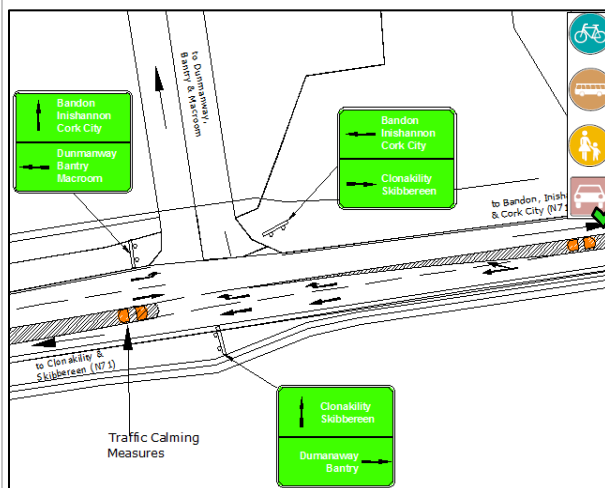 to Dunmanway,
Bantry & Macroom
Bandon
Inishannon
Cork City
Dunmanway
Bantry
Macroom
Bandon
Inishannon
Cork City
Clonakility
Skibbereen
to Bandon, Inish
& Cork City (N71
to Clonakility &
Skibbereen (N71)
Traffic Calming
Measures
Clonakility
Skibbereen
Dumanaway
Bantry